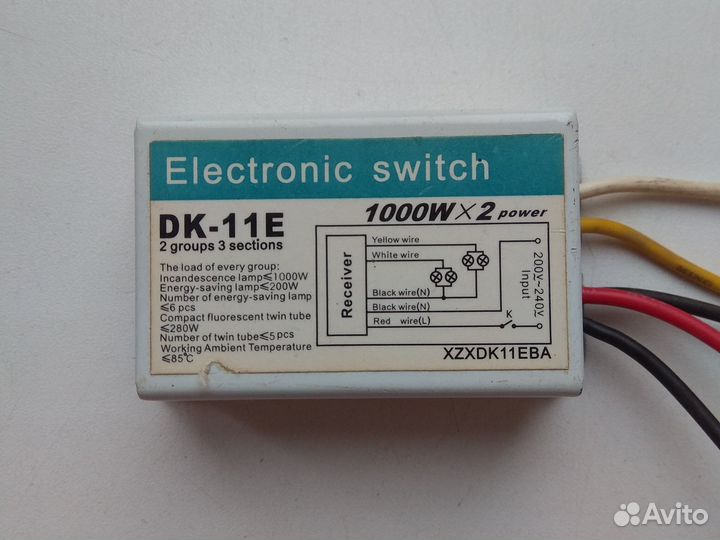 Electronic switch
DK-11E
2 groups 3 sections
1000W×2 power
The load of every group:
Incandescence lamp≤1000W
Energy-saving lamp≤200W
Number of energy-saving lamp
≤6 pcs
Compact fluorescent twin tube
≤280W
Number of twin tube≤5 pcs
Working Ambient Temperature
≤85℃
Receiver
Yellow wire
White wire
Black wire(N)
Black wire(N)
Red wire(L)
K
200V~240V
Input
XZXDK11EBA
Avito